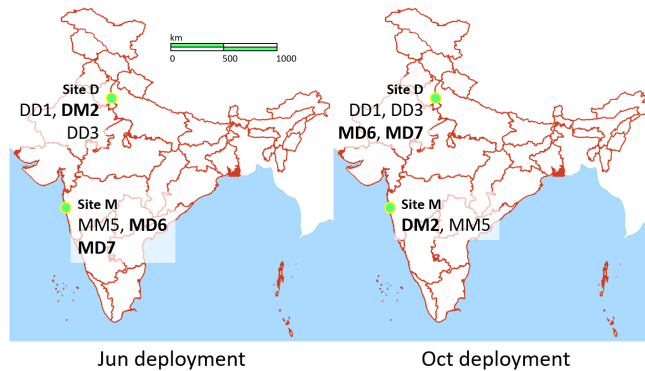 km
0 500 1000
Site D
DD1, DM2
DD3
Site M
MM5, MD6
MD7
Jun deployment
Site D
DD1, DD3
MD6, MD7
Site M
DM2, MM5
Oct deployment